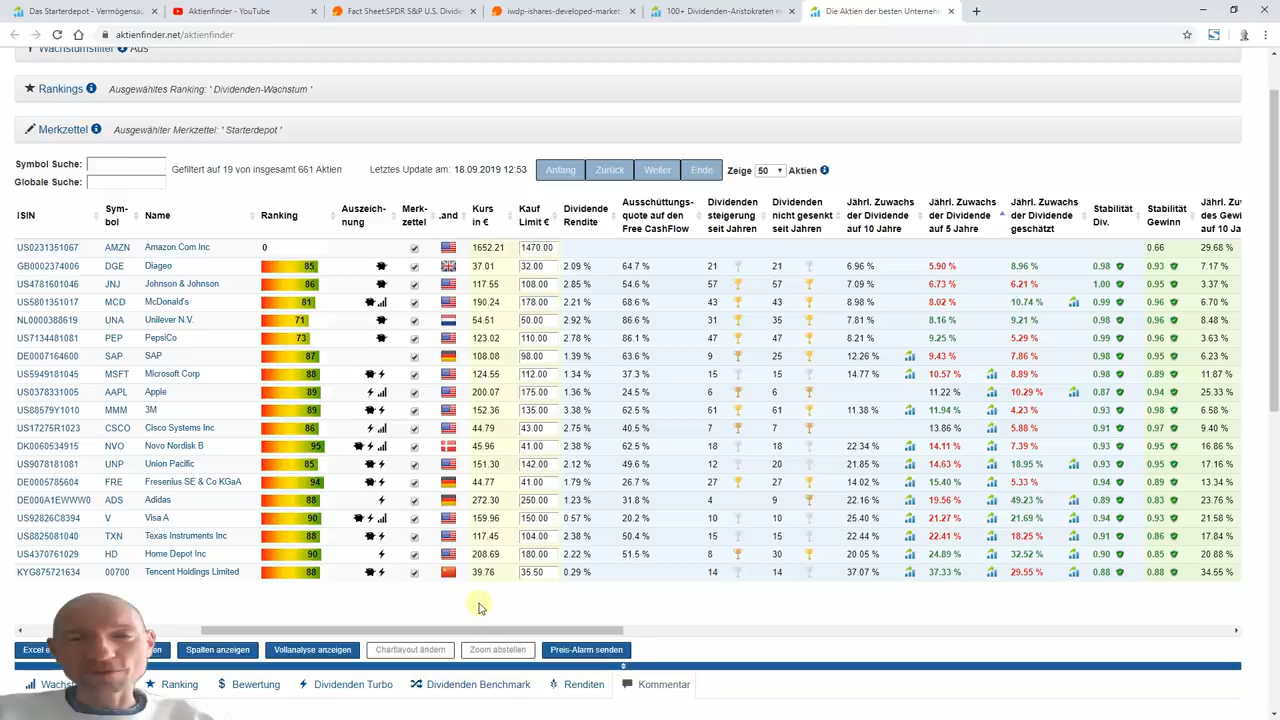 Das Starterdepot - Vermögensau
Aktienfinder - YouTube
Fact Sheet:SPDR S&P U.S. Divide
iwdp-ishares-developed-market
100+ Dividenden-Aristokraten m
Die Aktien der besten Unterneh
aktienfinder.net/aktienfinder
Wachstumsfilter Aus
Rankings Ausgewähltes Ranking: ' Dividenden-Wachstum '
Merkzettel Ausgewählter Merkzettel: ' Starterdepot '
Symbol Suche:
Globale Suche:
Gefiltert auf 19 von insgesamt 661 Aktien
Letztes Update am: 18.09.2019 12:53
Anfang Zurück Weiter Ende
Zeige 50 Aktien
ISIN
Sym-
bol
Name
Ranking
Auszeich-
nung
Merk-
zettel
.and
Kurs
in €
Kauf
Limit €
Dividende
Rendite
Ausschüttungs-
quote auf den
Free CashFlow
Dividenden
steigerung
seit Jahren
Dividenden
nicht gesenkt
seit Jahren
Jährl. Zuwachs
der Dividende
auf 10 Jahre
Jährl. Zuwachs
der Dividende
auf 5 Jahre
Jährl. Zuwachs
der Dividende
geschätzt
Stabilität
Div.
Stabilität
Gewinn
Jährl. Zu
des Gewi
auf 10 J
US0231351067 AMZN Amazon.Com Inc 0 1652.21 1470.00 0.66 29.68 %
GB0002374006 DGE Diageo 85 37.01 32.00 2.09 % 64.7 % 21 21 6.96 % 5.90 % 8.96 % 0.98 0.93 7.17 %
US4781601046 JNJ Johnson & Johnson 86 117.55 108.00 2.85 % 54.6 % 57 57 7.09 % 6.73 % 6.21 % 1.00 0.95 3.37 %
US5801351017 MCD McDonald's 81 190.24 178.00 2.21 % 68.6 % 43 43 8.98 % 8.02 % 10.74 % 0.99 0.96 6.70 %
NL0000388619 UNA Unilever N.V. 71 54.51 50.00 2.92 % 86.6 % 31 35 7.81 % 8.16 % 9.21 % 0.98 0.96 8.48 %
US7134481081 PEP PepsiCo 73 123.02 110.00 2.78 % 86.1 % 47 47 8.21 % 9.25 % 5.29 % 0.99 0.96 3.63 %
DE0007164600 SAP SAP 87 108.08 98.00 1.39 % 63.6 % 9 25 12.26 % 9.43 % 7.86 % 0.98 0.95 6.23 %
US5949181045 MSFT Microsoft Corp 88 124.55 112.00 1.34 % 37.3 % 15 15 14.77 % 10.57 % 10.29 % 0.98 0.89 11.87 %
US0378331005 AAPL Apple 89 200.07 175.00 1.36 % 24.5 % 6 6 11.22 % 10.29 % 0.87 0.94 25.33 %
US88579Y1010 MMM 3M 89 152.36 135.00 3.38 % 62.5 % 61 61 11.38 % 11.94 % 4.23 % 0.93 0.98 6.58 %
US17275R1023 CSCO Cisco Systems Inc 86 44.79 43.00 2.75 % 40.5 % 7 7 13.86 % 5.88 % 0.91 0.97 9.40 %
DK0060534915 NVO Novo Nordisk B 95 45.96 41.00 2.38 % 62.5 % 18 18 22.34 % 14.11 % 7.39 % 0.93 0.98 16.86 %
US9078181081 UNP Union Pacific 85 151.30 142.00 2.12 % 49.6 % 12 20 21.85 % 14.63 % 18.95 % 0.93 0.95 17.16 %
DE0005785604 FRE Fresenius SE & Co KGaA 94 44.77 41.00 1.79 % 26.7 % 27 27 14.02 % 15.40 % 5.33 % 0.94 0.89 13.34 %
DE000A1EWWW0 ADS Adidas 88 272.30 250.00 1.23 % 31.8 % 4 9 22.16 % 19.56 % 49.23 % 0.89 0.83 23.76 %
US92826C8394 V Visa A 90 159.96 150.00 0.57 % 20.2 % 10 10 25.40 % 21.27 % 21.69 % 0.94 0.93 21.58 %
US8825081040 TXN Texas Instruments Inc 88 117.45 104.00 2.38 % 50.4 % 15 15 22.44 % 22.41 % 18.25 % 0.91 0.86 17.84 %
US4370761029 HD Home Depot Inc 90 208.69 180.00 2.22 % 51.5 % 8 30 20.05 % 24.89 % 32.52 % 0.90 0.85 20.88 %
KYG875721634 00700 Tencent Holdings Limited 88 39.76 35.50 0.29 % 14 14 37.07 % 37.33 % 29.55 % 0.88 0.88 34.55 %
Excel e
en
Spalten anzeigen
Vollanalyse anzeigen
Chartlayout ändern
Zoom abstellen
Preis-Alarm senden
Wachs
Ranking
$ Bewertung
Dividenden Turbo
Dividenden Benchmark
Renditen
Kommentar